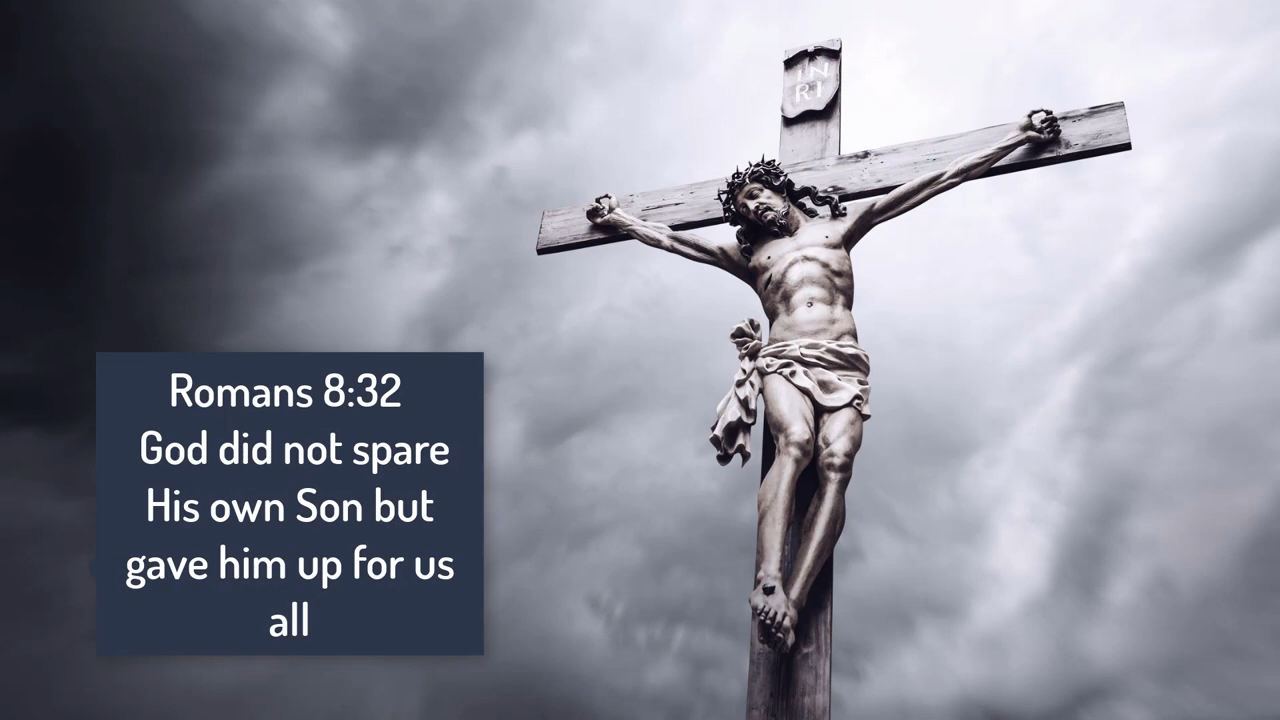 Romans 8:32
God did not spare
His own Son but
gave him up for us
all
IN
RI